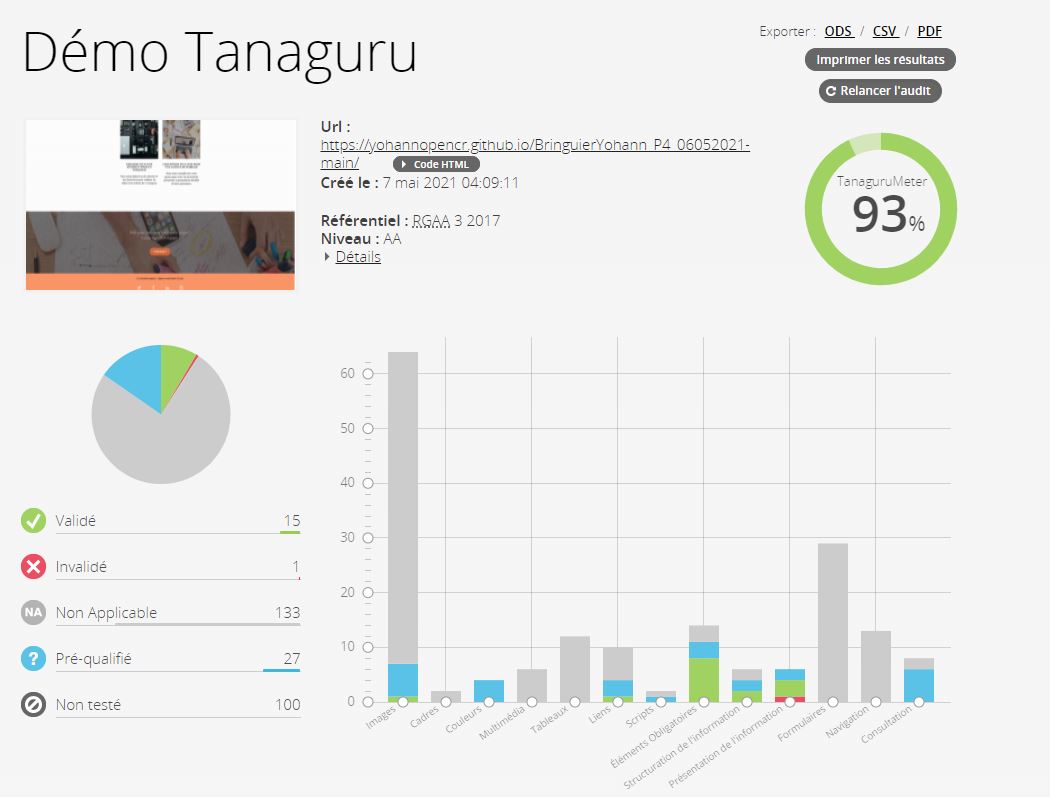 Démo Tanaguru
Exporter : ODS / CSV / PDF
Imprimer les résultats
Relancer l'audit
Url :
https://yohannopencr.github.io/BringuierYohann_P4_06052021-
main/ Code HTML
Créé le : 7 mai 2021 04:09:11
Référentiel : RGAA 3 2017
Niveau : AA
Détails
TanaguruMeter
93%
Validé 15
Invalidé 1
NA Non Applicable 133
? Pré-qualifié 27
Non testé 100
60
50
40
30
20
10
0
Images
Cadres
Couleurs
Multimédia
Tableaux
Liens
Scripts
Éléments Obligatoires
Structuration de l'information
Présentation de l'information
Formulaires
Navigation
Consultation